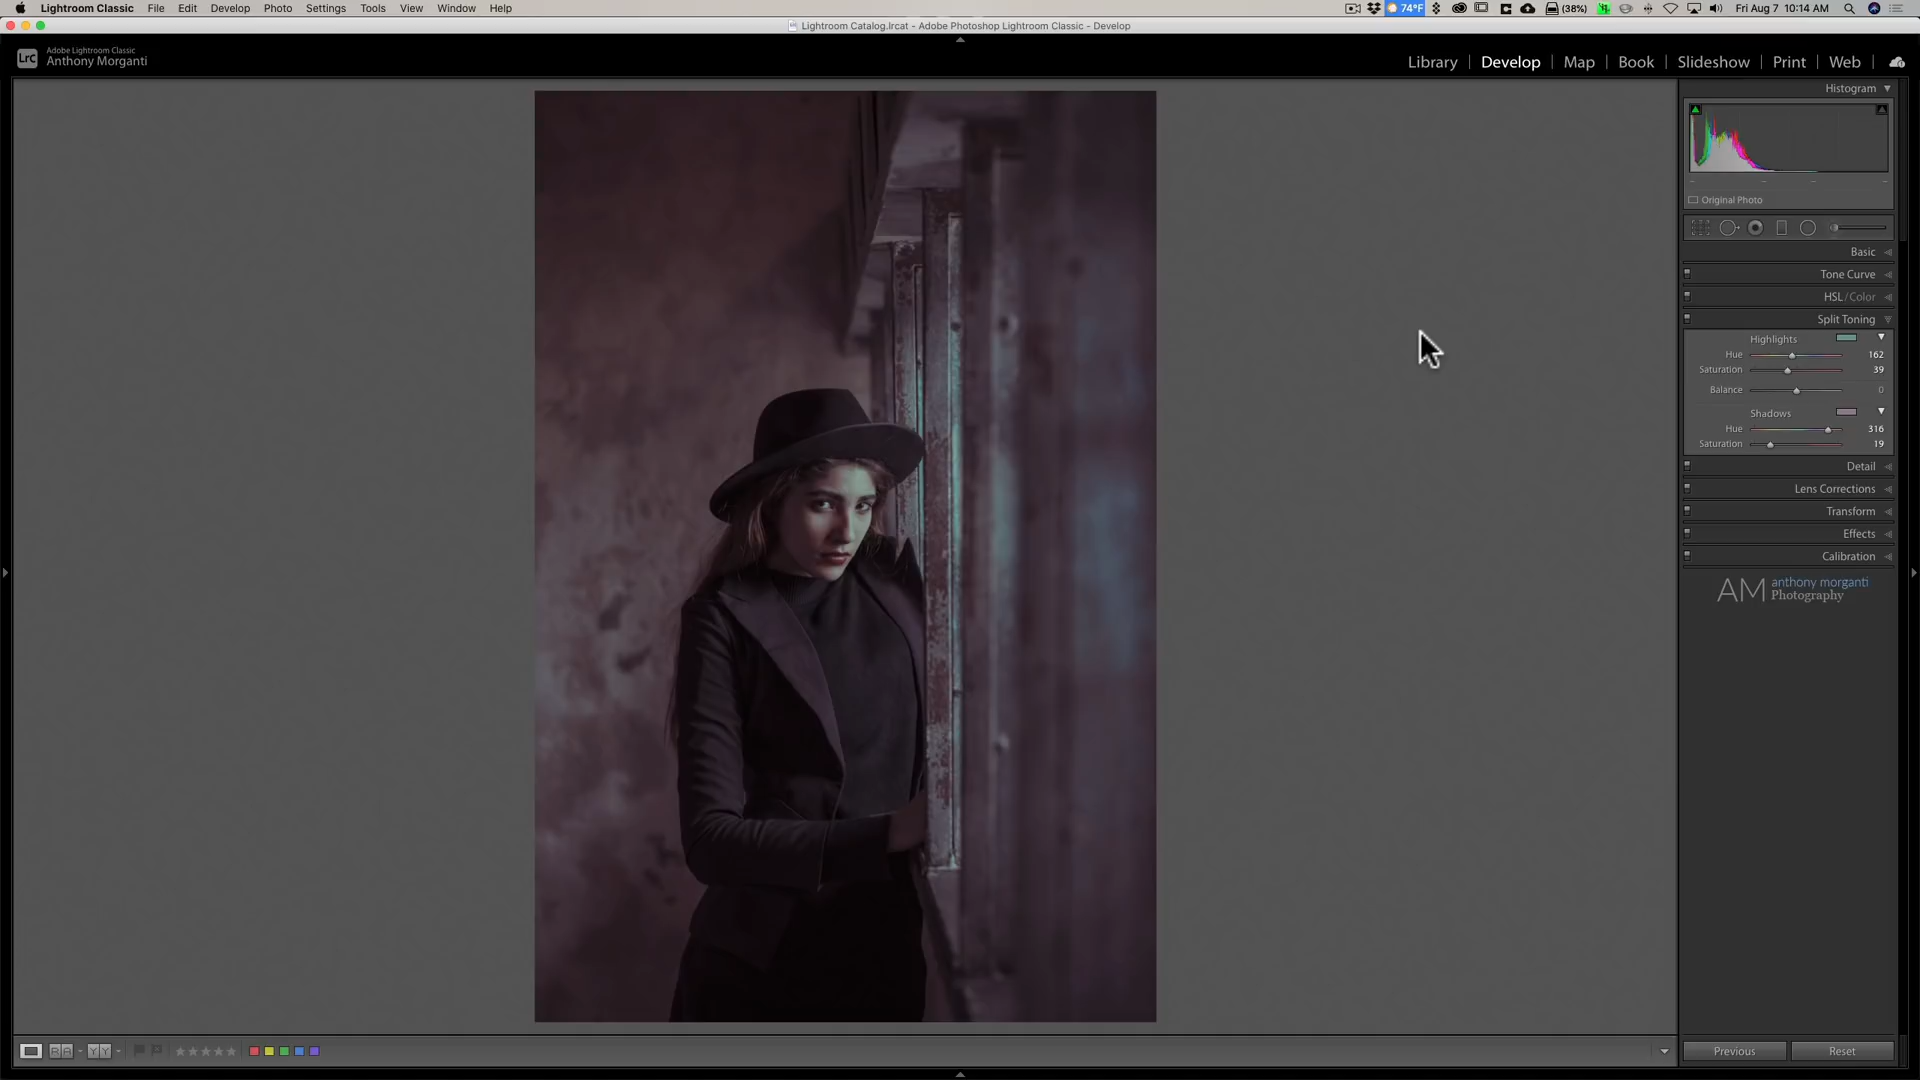 Lightroom Classic File Edit Develop Photo Settings Tools View Window Help
74°F (38%) Fri Aug 7 10:14 AM
Lightroom Catalog.lrcat - Adobe Photoshop Lightroom Classic - Develop
LrC
Adobe Lightroom Classic
Anthony Morganti
Library | Develop | Map | Book | Slideshow | Print | Web
Histogram
Original Photo
Basic
Tone Curve
HSL / Color
Split Toning
Highlights
Hue 162
Saturation 39
Balance 0
Shadows
Hue 316
Saturation 19
Detail
Lens Corrections
Transform
Effects
Calibration
AM anthony morganti
Photography
Previous Reset